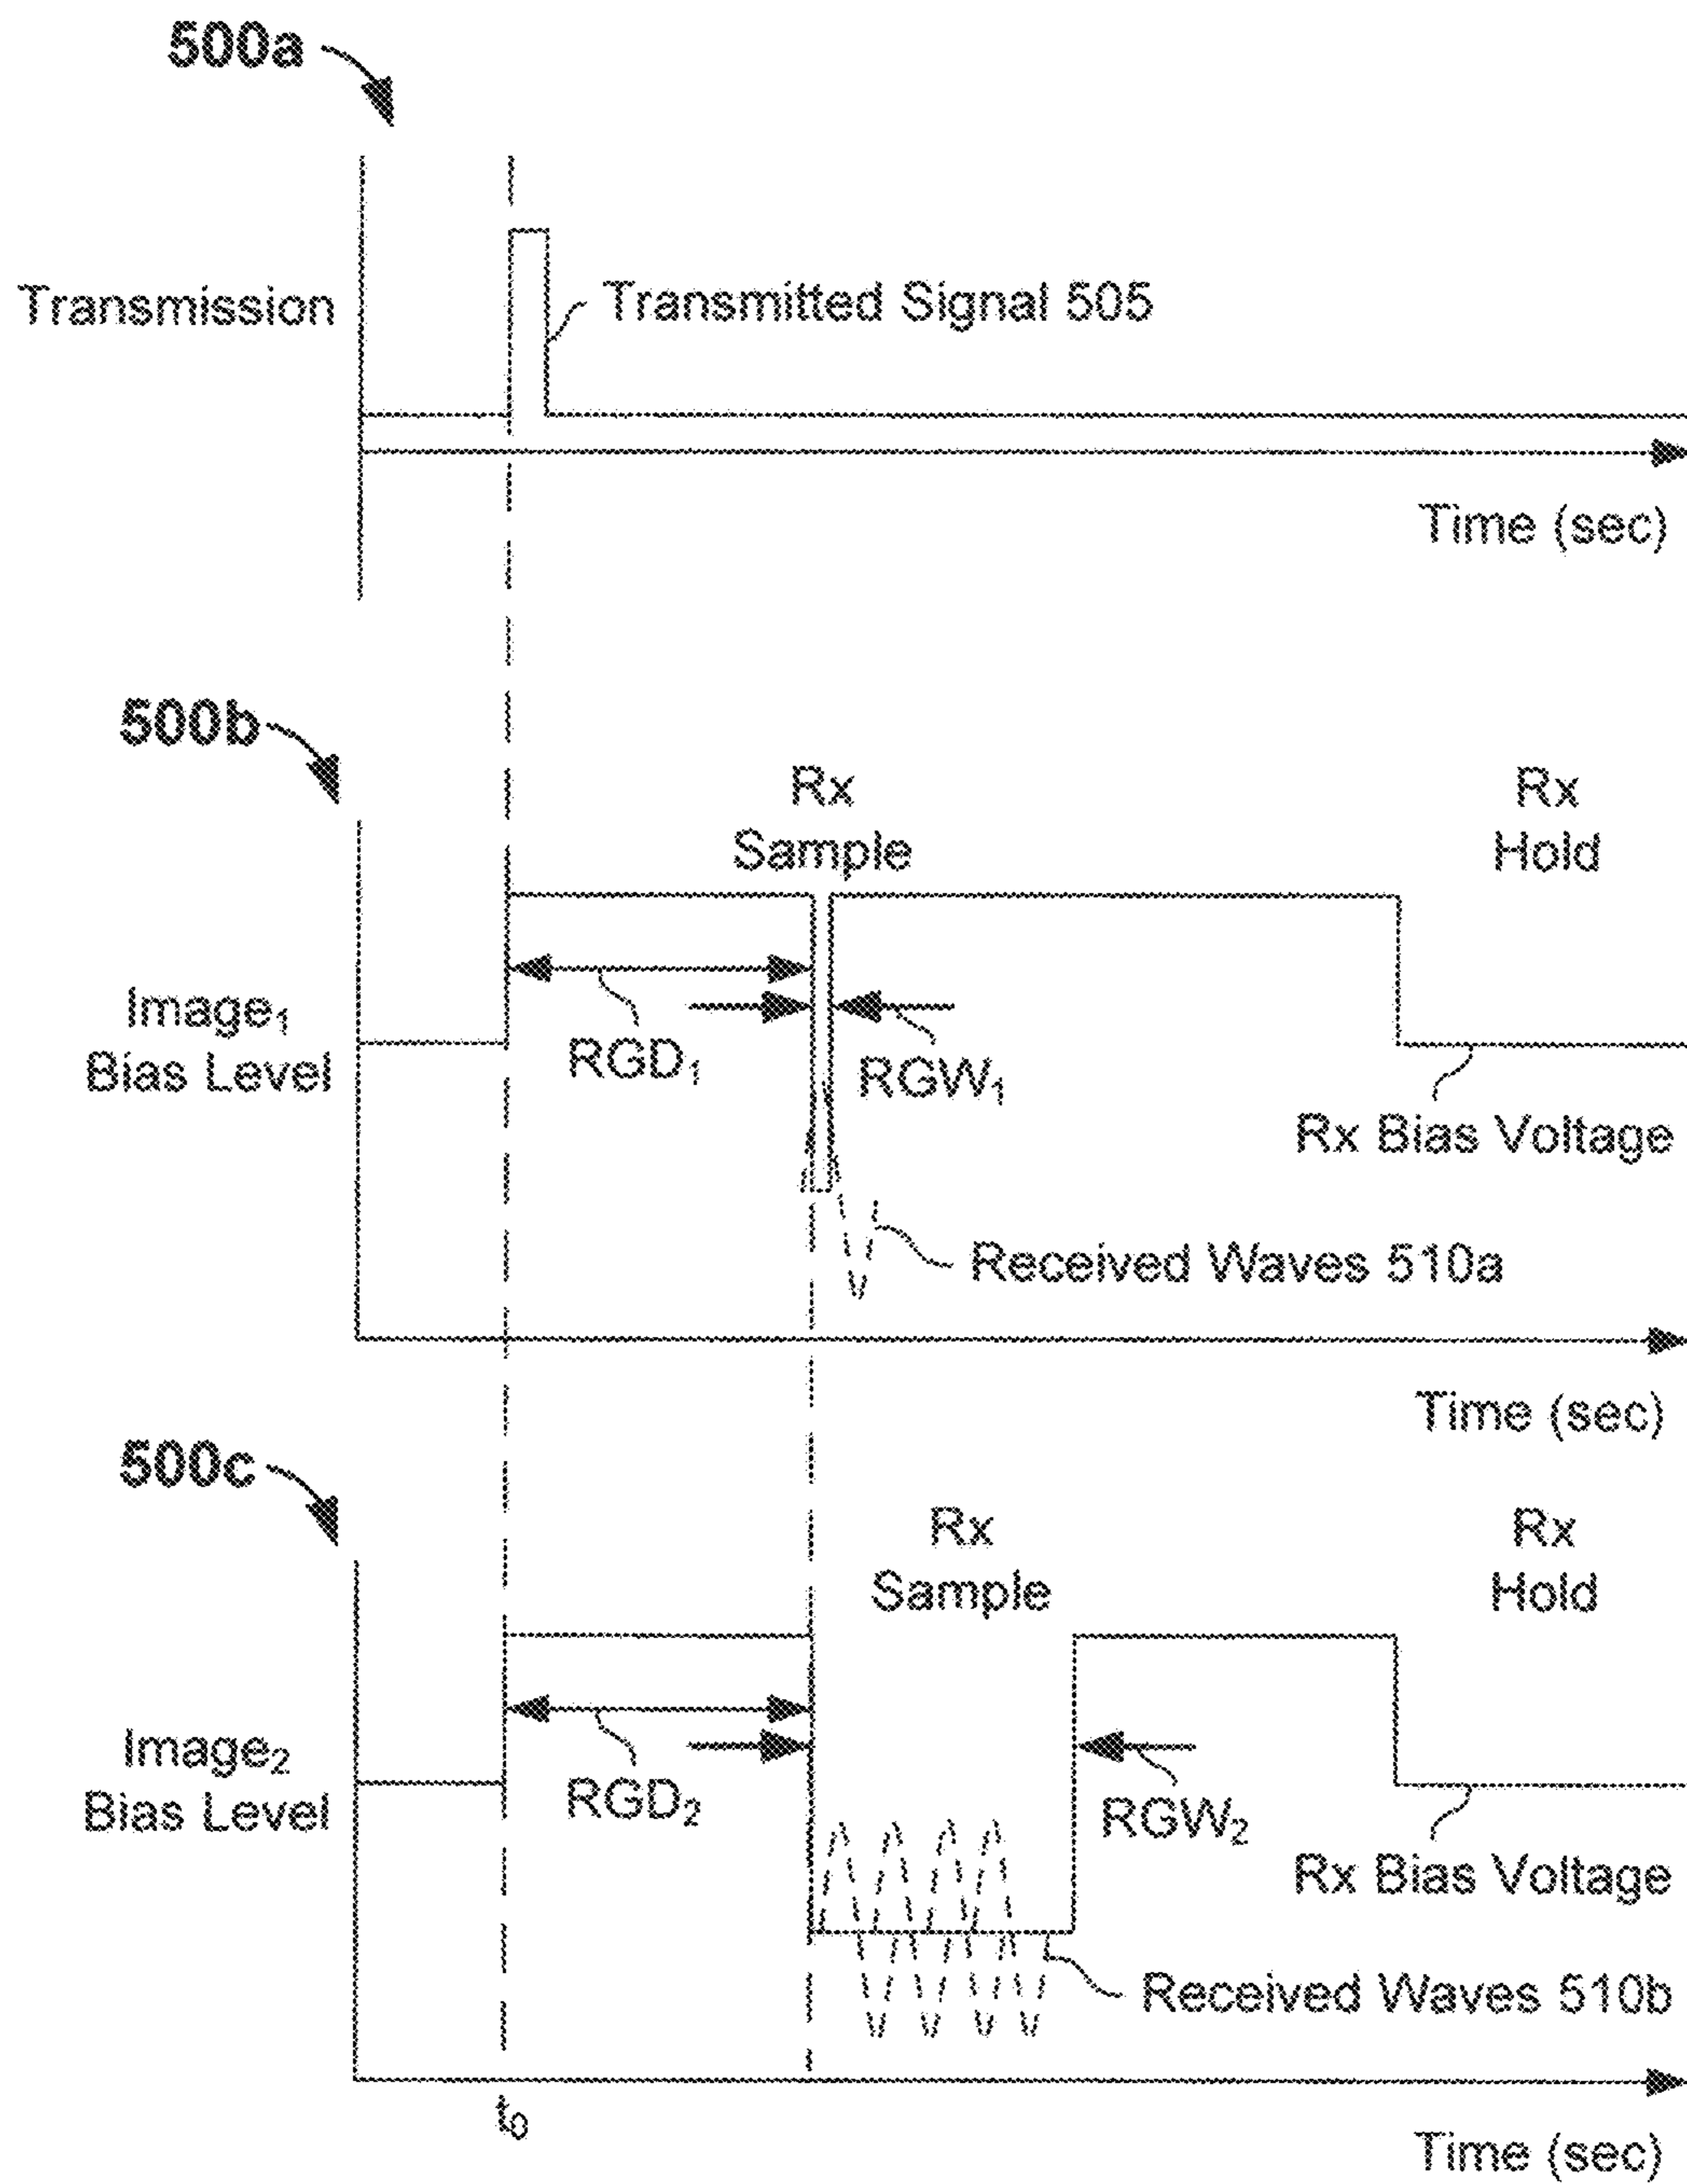 500a
Transmission
Transmitted Signal 505
Time (sec)
500b
Rx
Sample
Rx
Hold
Image₁
Bias Level
RGD₁
RGW₁
Rx Bias Voltage
Received Waves 510a
Time (sec)
500c
Rx
Sample
Rx
Hold
Image₂
Bias Level
RGD₂
RGW₂
Rx Bias Voltage
Received Waves 510b
t₀
Time (sec)